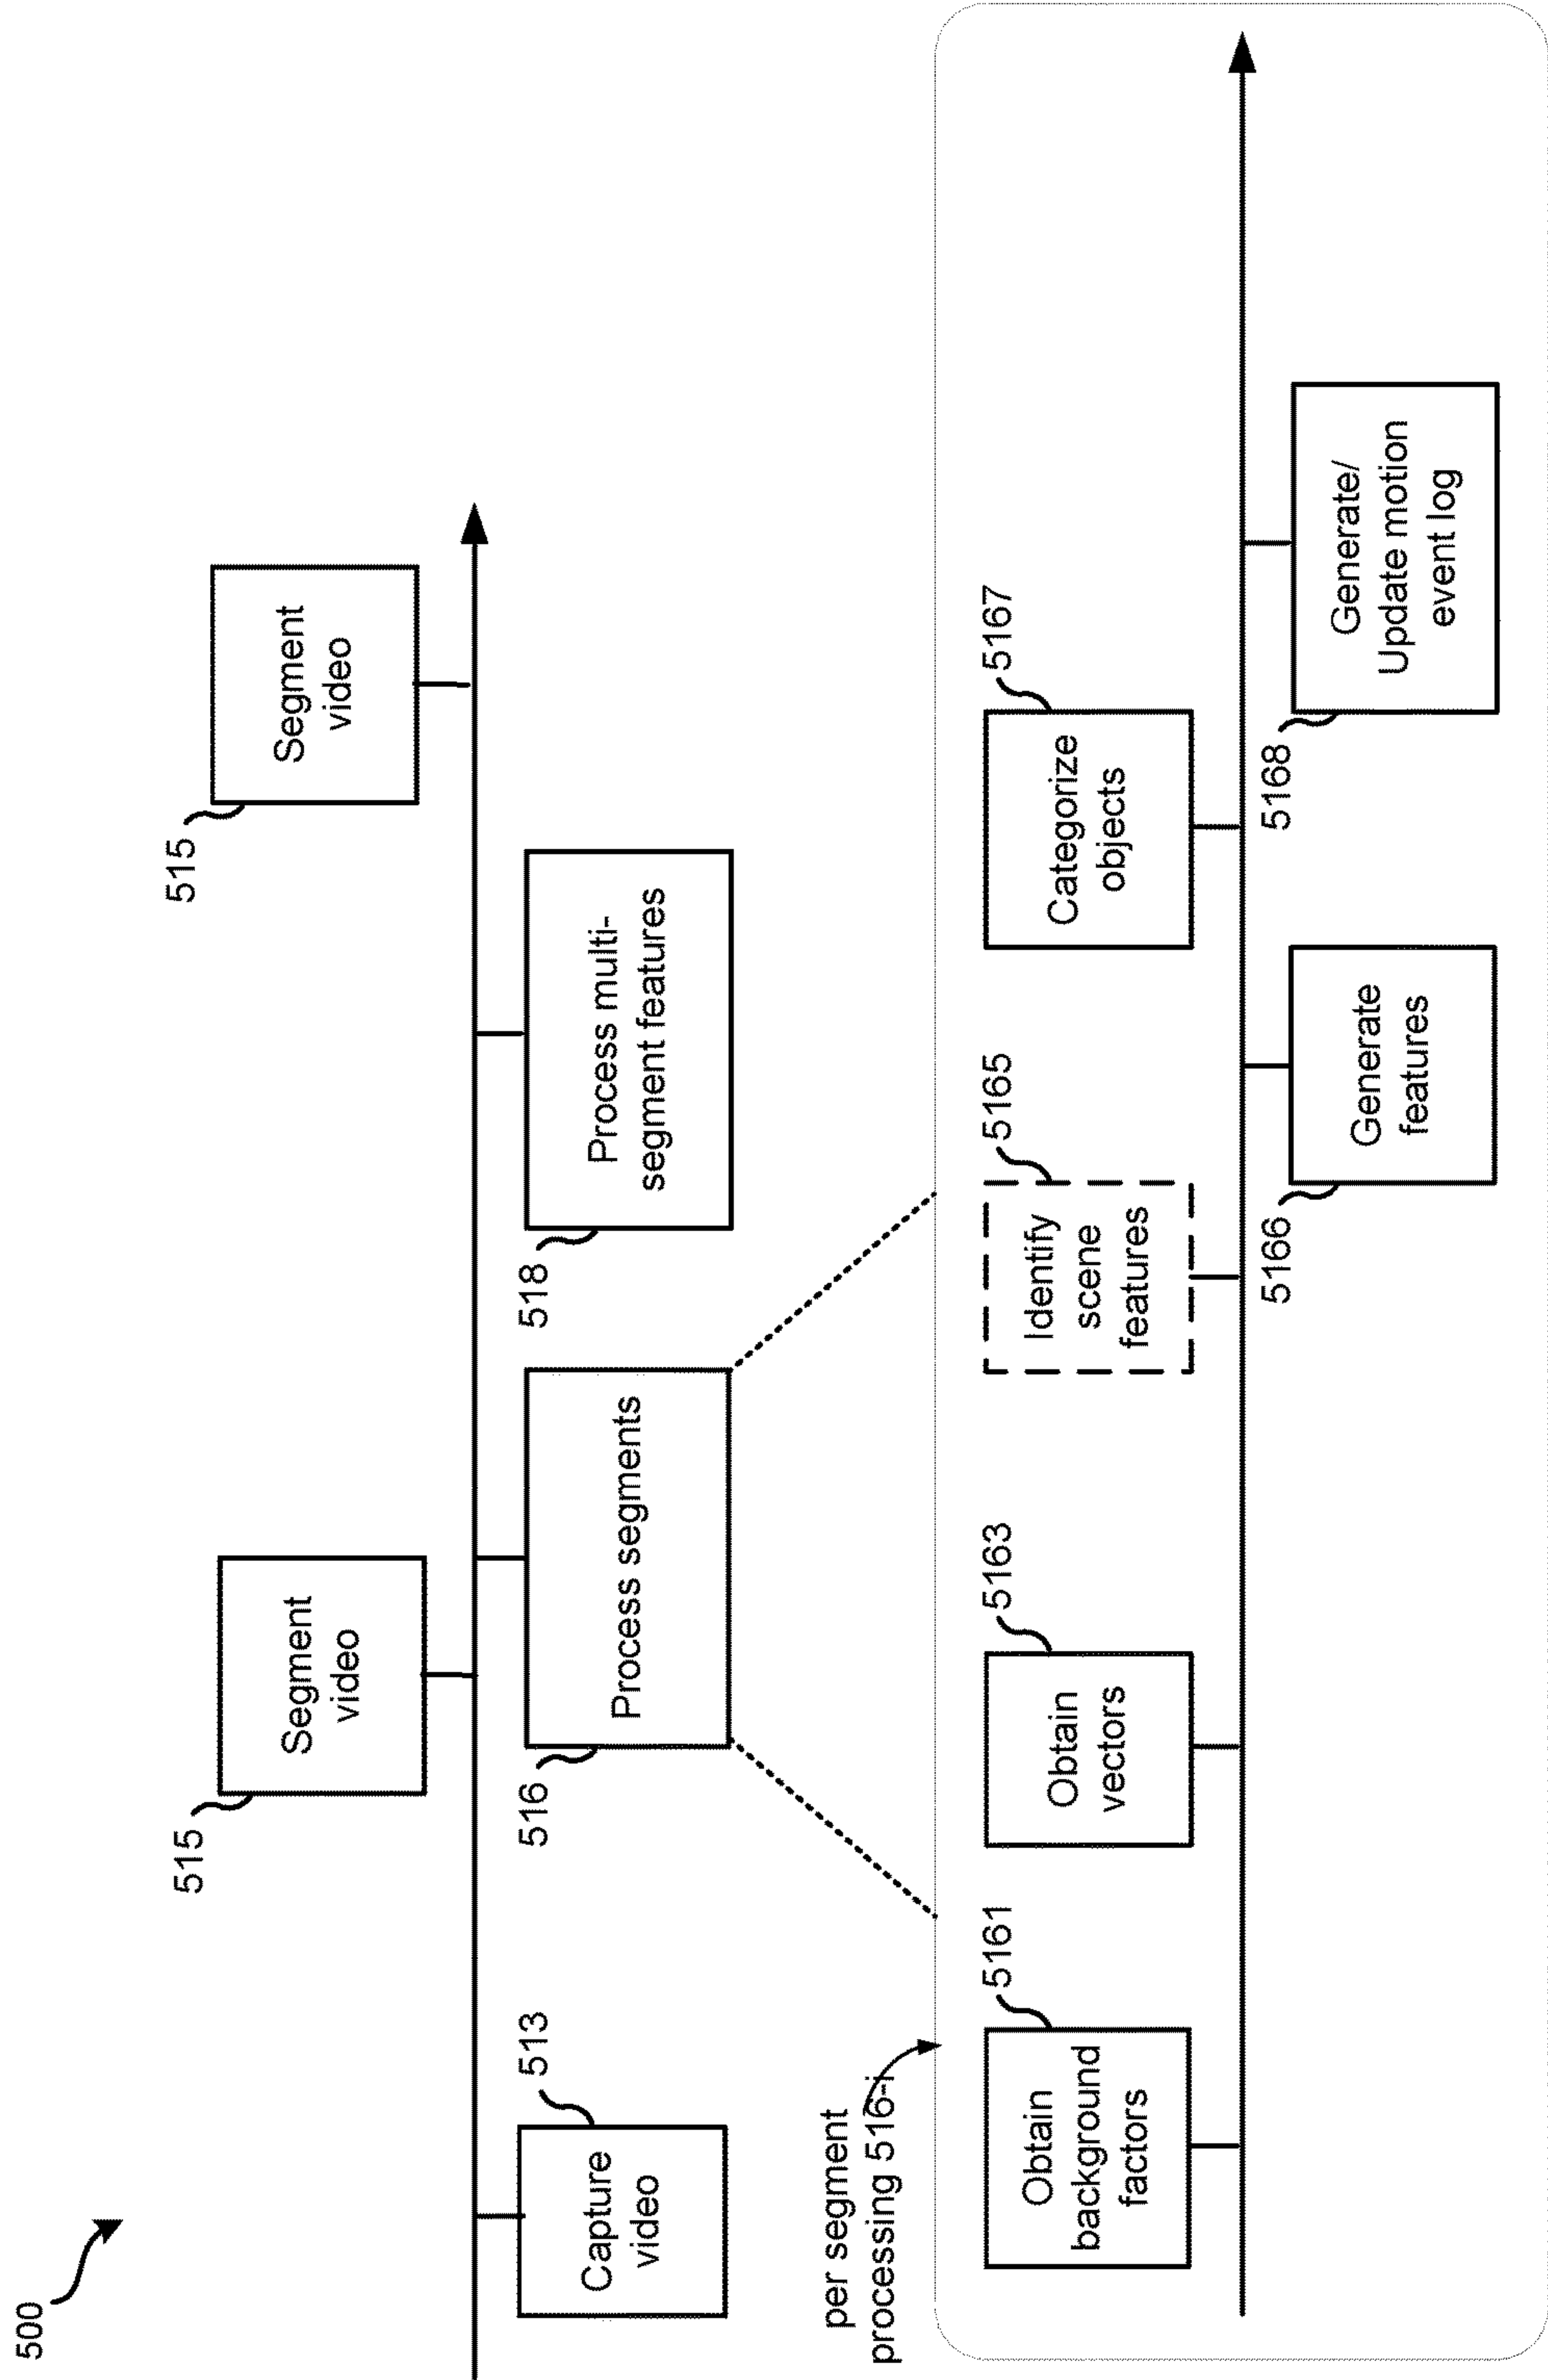 500
515
Segment
video
515
Segment
video
Capture
video
513
516
Process segments
518
Process multi-
segment features
per segment
processing 516-i
Obtain
background
factors
5161
Obtain
vectors
5163
Identify
scene
features
5165
Categorize
objects
5167
5166
Generate
features
5168
Generate/
Update motion
event log